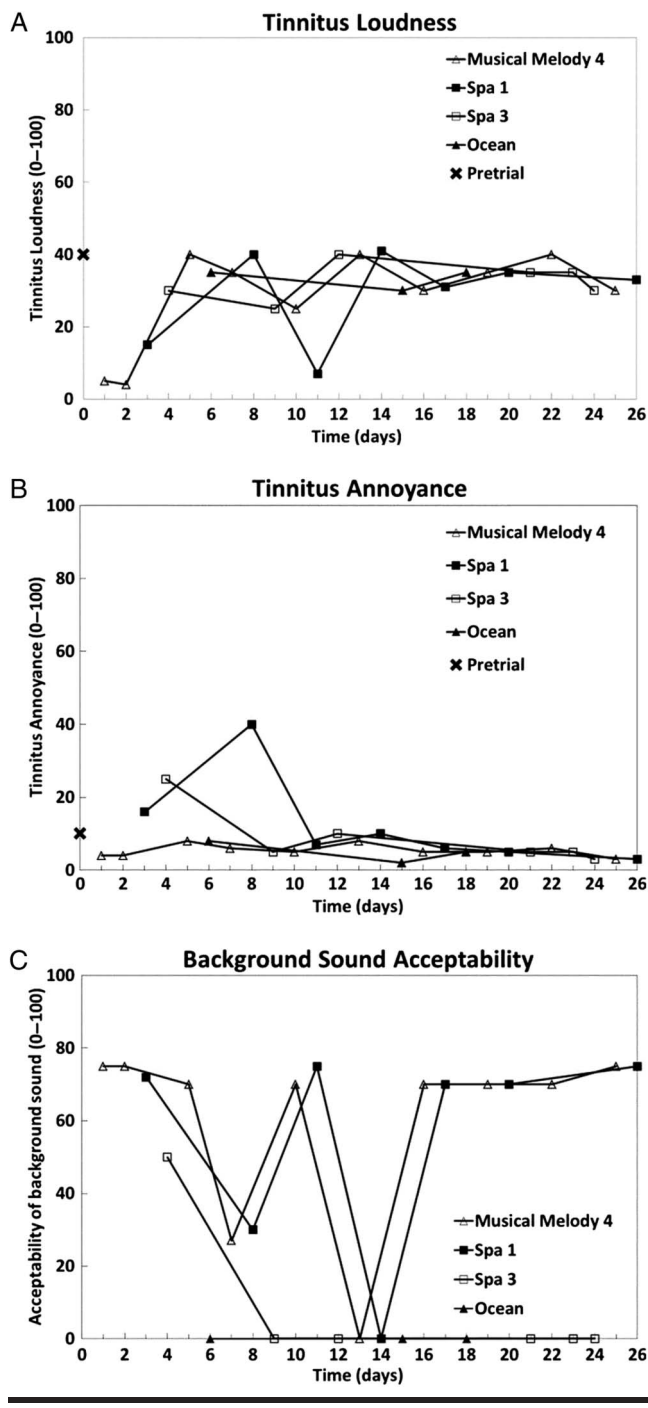 A
Tinnitus Loudness
100
80
60
40
20
0
Tinnitus Loudness (0–100)
Musical Melody 4
Spa 1
Spa 3
Ocean
Pretrial
0 2 4 6 8 10 12 14 16 18 20 22 24 26
Time (days)
B
Tinnitus Annoyance
100
80
60
40
20
0
Tinnitus Annoyance (0–100)
Musical Melody 4
Spa 1
Spa 3
Ocean
Pretrial
0 2 4 6 8 10 12 14 16 18 20 22 24 26
Time (days)
C
Background Sound Acceptability
100
80
60
40
20
0
Acceptability of background sound (0–100)
Musical Melody 4
Spa 1
Spa 3
Ocean
0 2 4 6 8 10 12 14 16 18 20 22 24 26
Time (days)